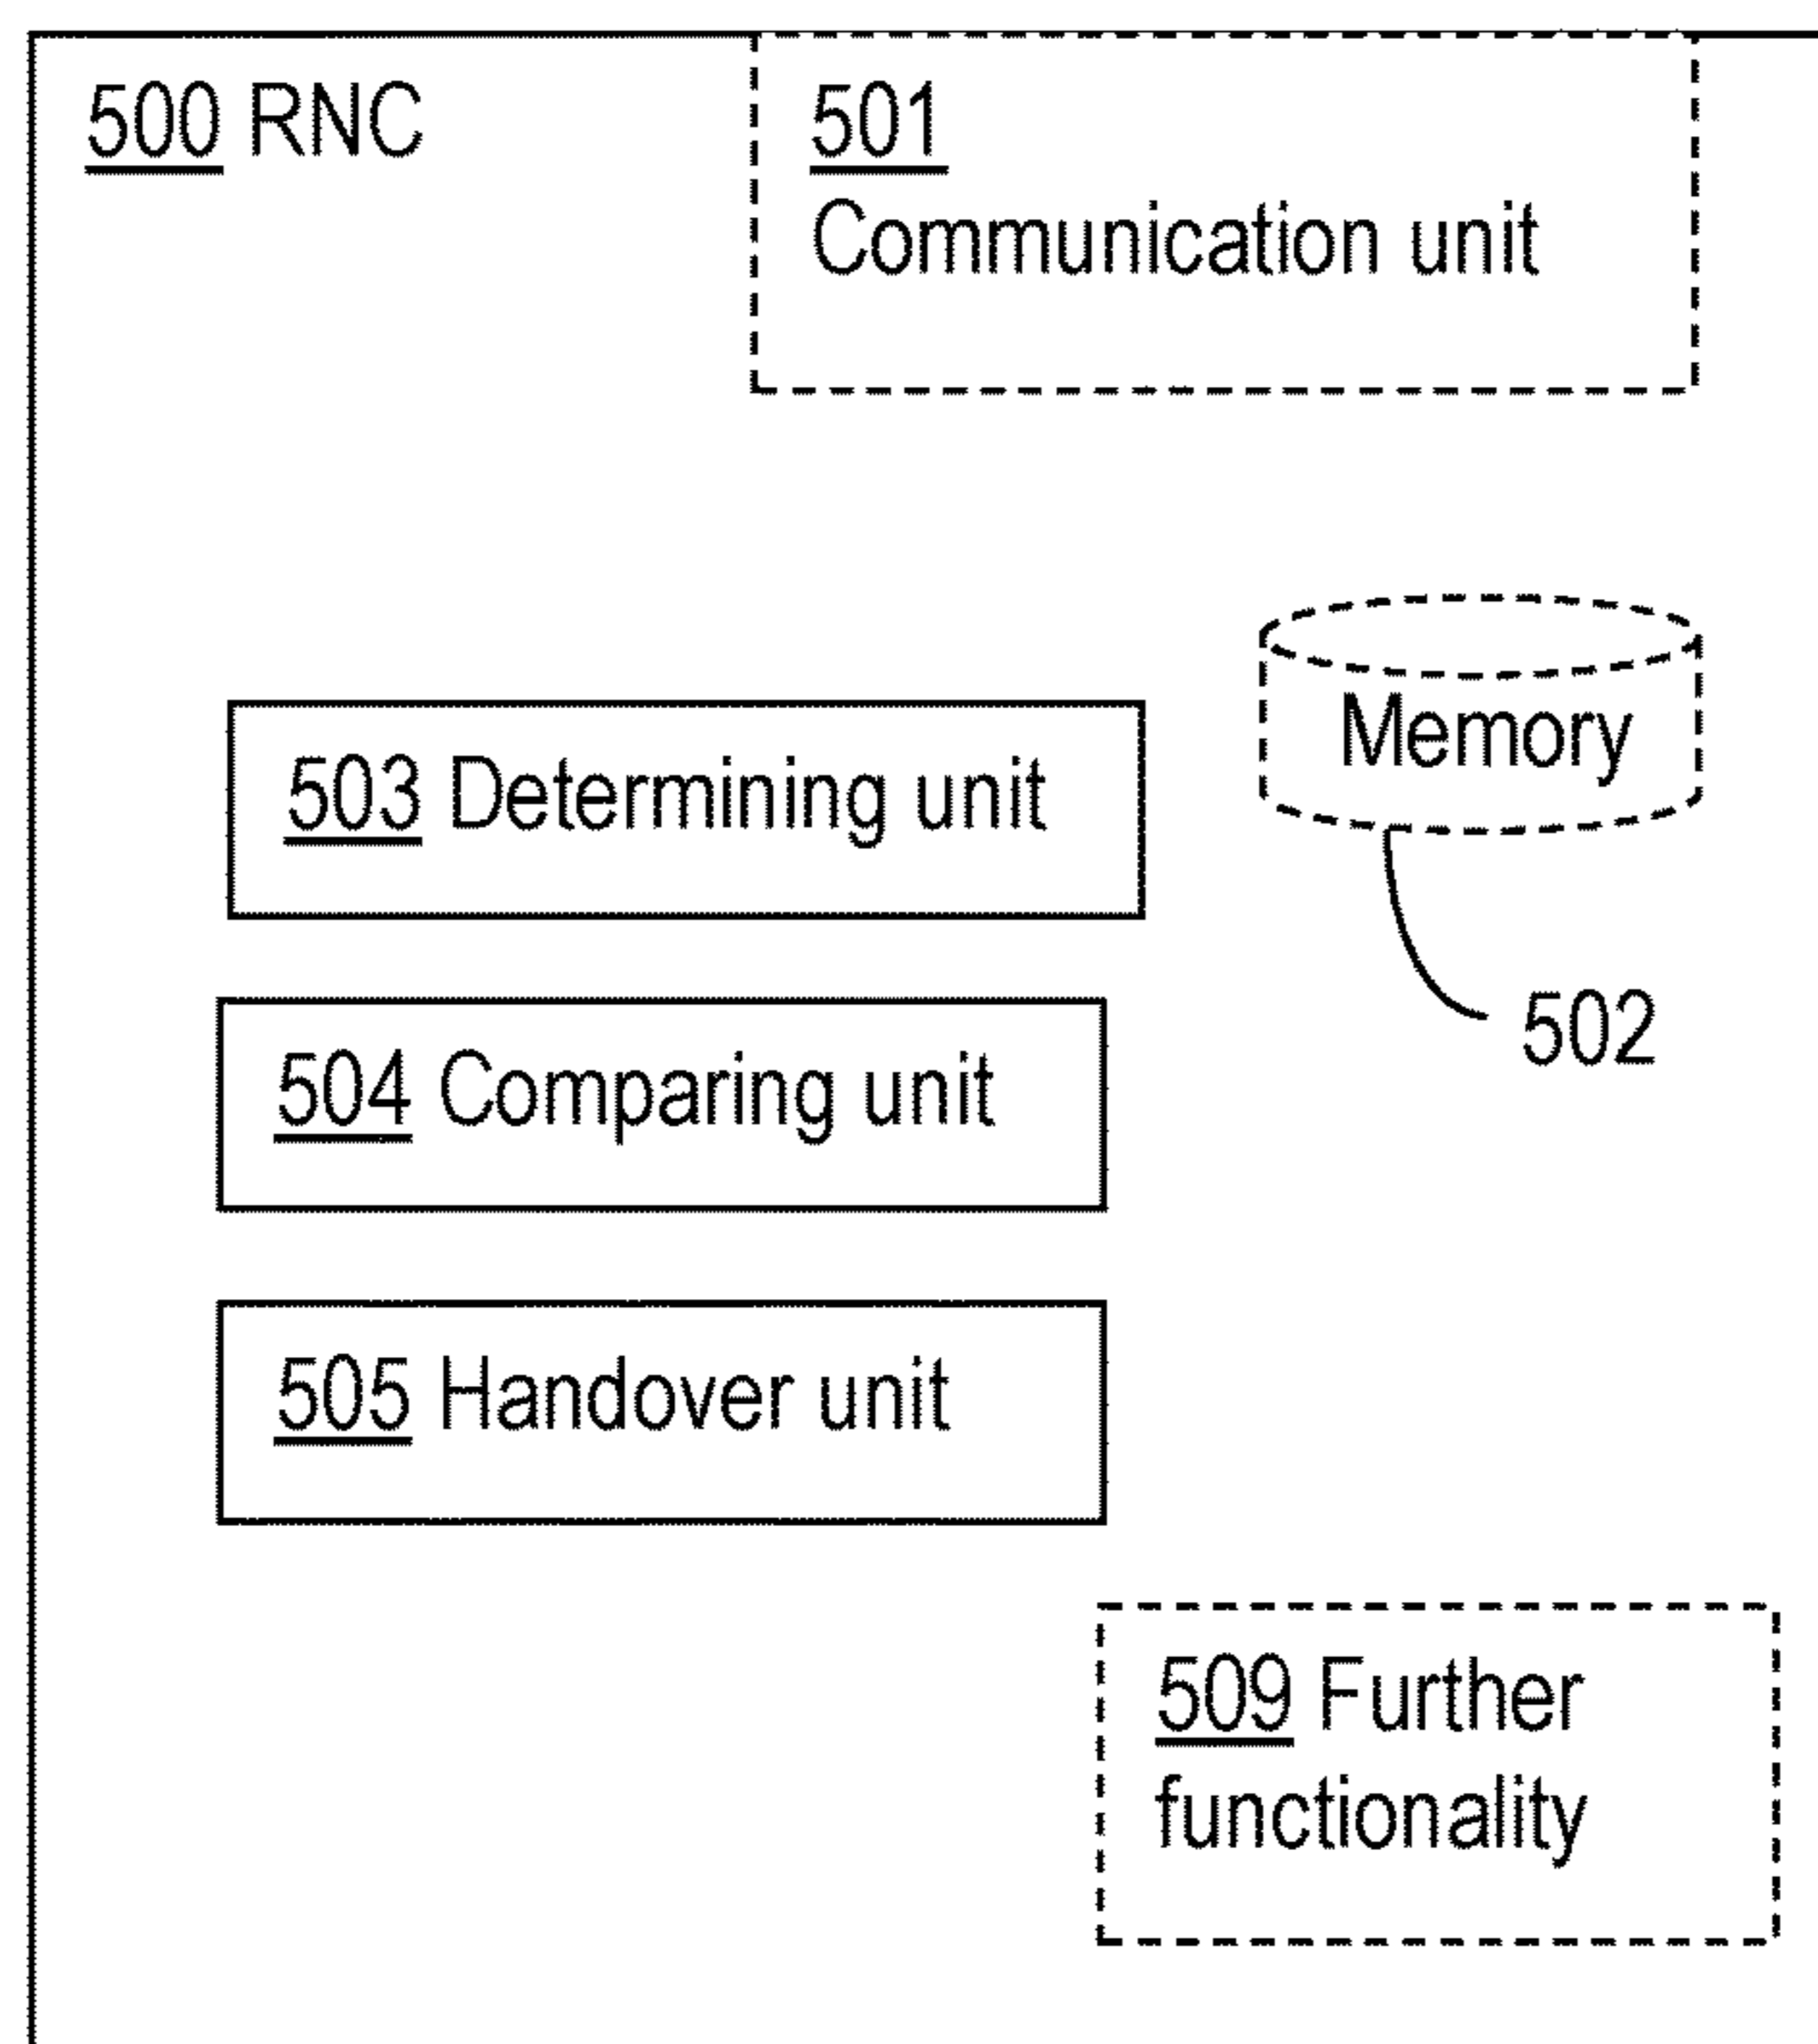 500 RNC
501
Communication unit
Memory
503 Determining unit
502
504 Comparing unit
505 Handover unit
509 Further
functionality